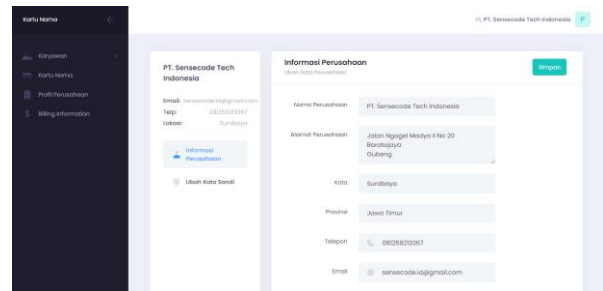 Kartu Nama
Hi, PT. Sensecode Tech Indonesia P
Karyawan
Kartu Nama
Profil Perusahaan
Billing Information
PT. Sensecode Tech
Indonesia
Email: sensecode.id@gmail.com
Telp: 081259213367
Lokasi: Surabaya
Informasi
Perusahaan
Ubah Kata Sandi
Informasi Perusahaan
Ubah Data Perusahaan
Simpan
Nama Perusahaan PT. Sensecode Tech Indonesia
Alamat Perusahaan Jalan Ngagel Madya II No 20
Baratajaya
Gubeng
Kota Surabaya
Provinsi Jawa Timur
Telepon 081259213367
Email sensecode.id@gmail.com